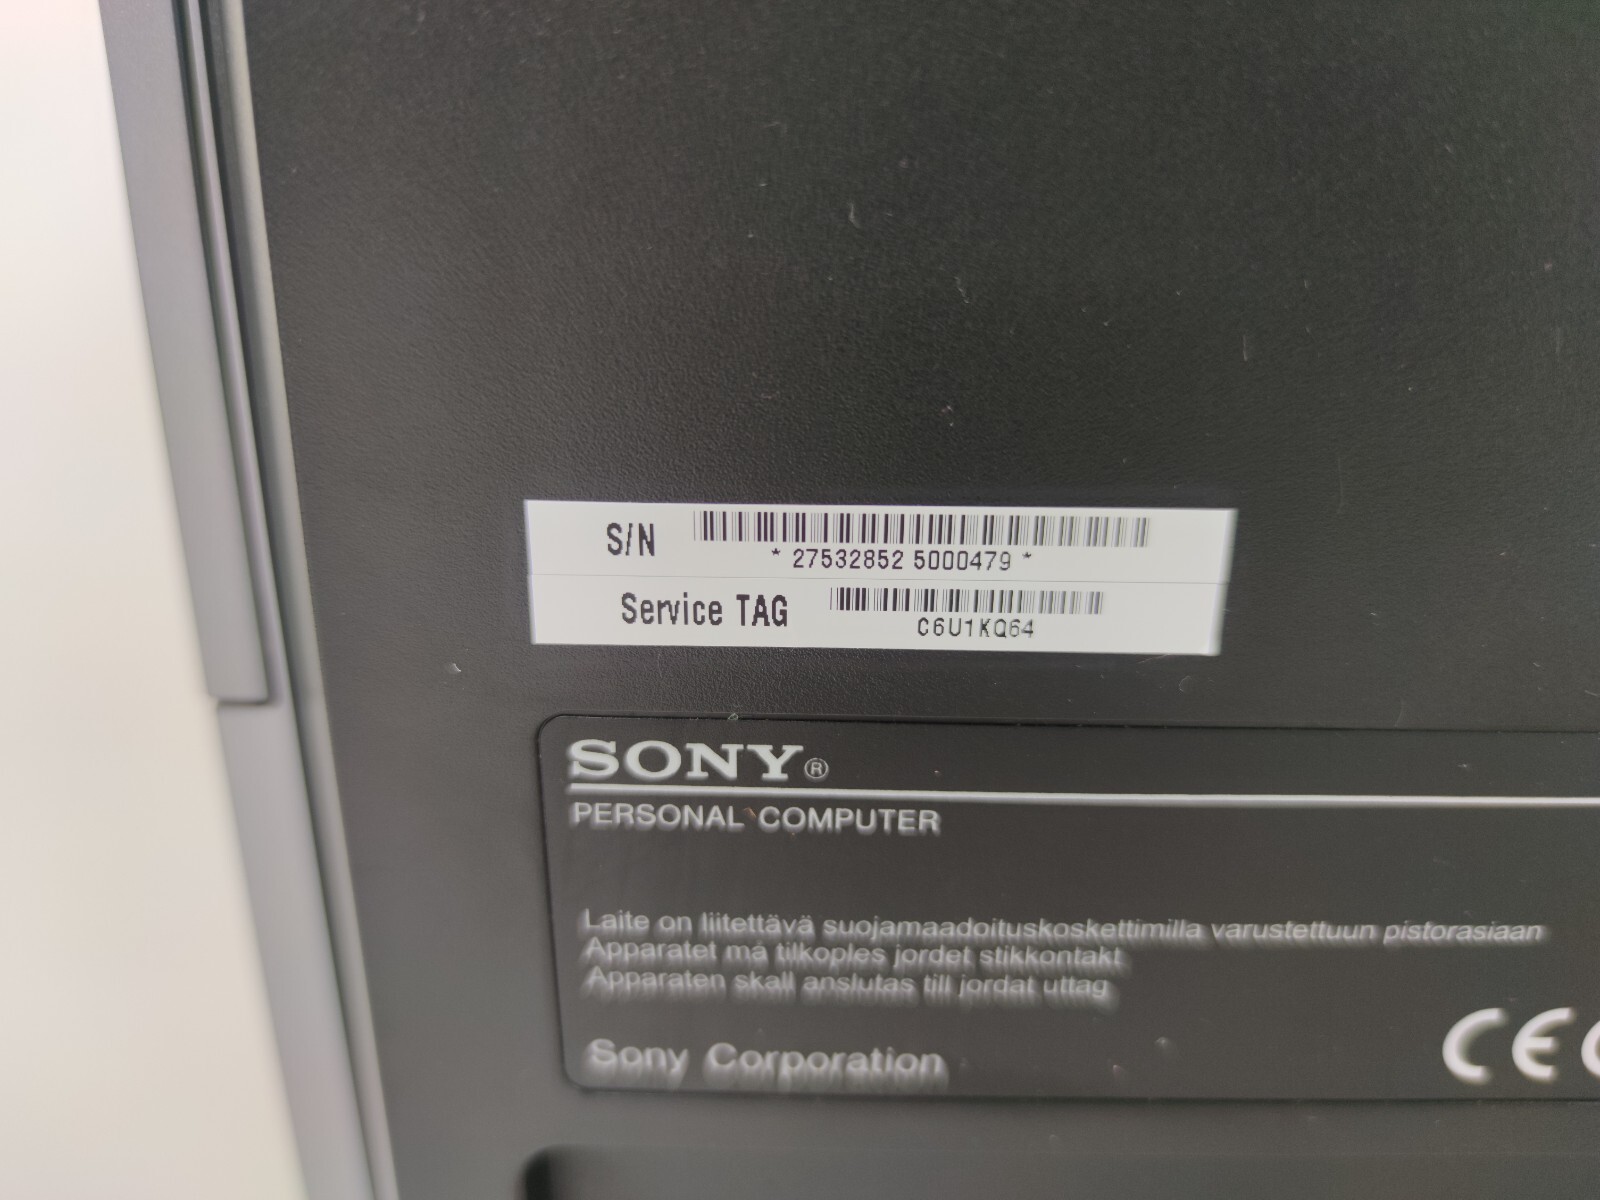 S/N
* 27532852 5000479 *
Service TAG
C6U1KQ64
SONY®
PERSONAL COMPUTER
Laite on liitettävä suojamaadoituskoskettimilla varustettuun pistorasiaan
Apparatet må tilkoples jordet stikkontakt
Apparaten skall anslutas till jordat uttag
Sony Corporation
CE